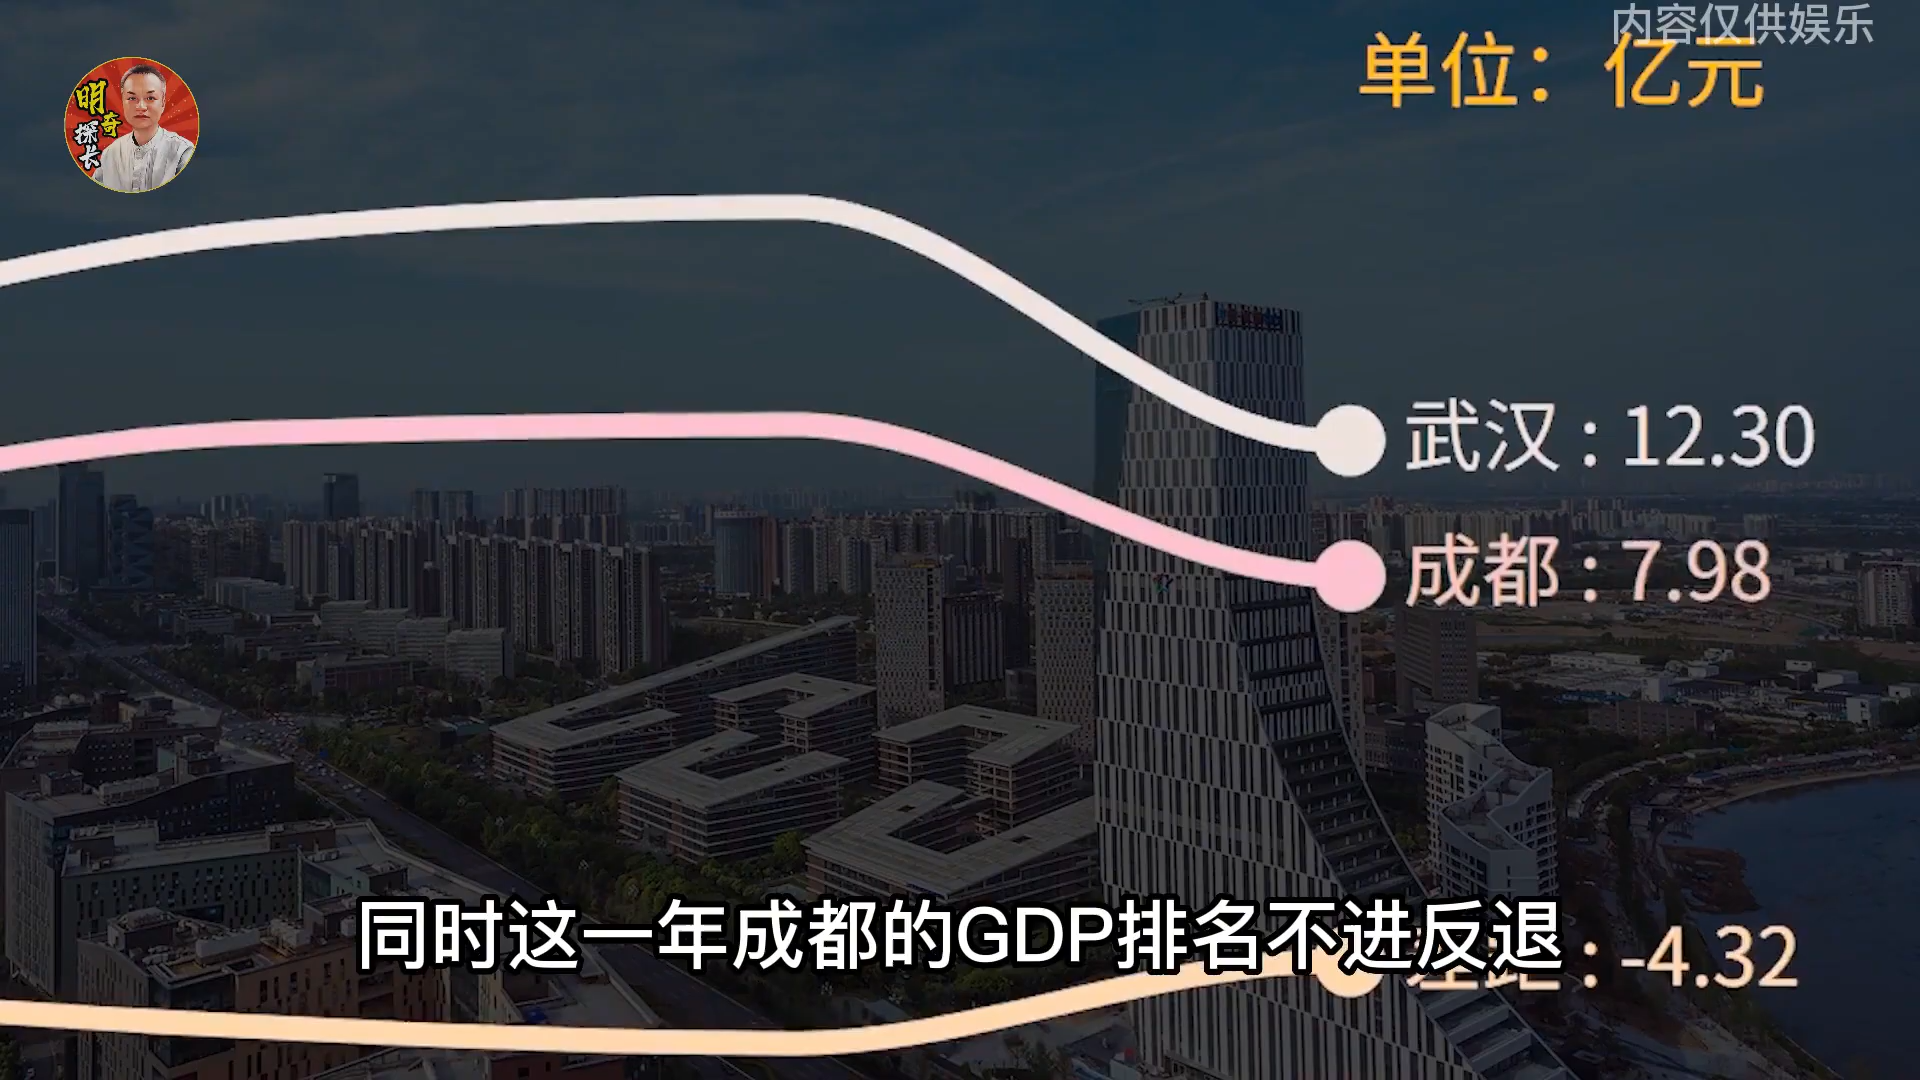 内容仅供娱乐
单位：亿元
明奇探长
武汉：12.30
成都：7.98
差距：-4.32
同时这一年成都的GDP排名不进反退